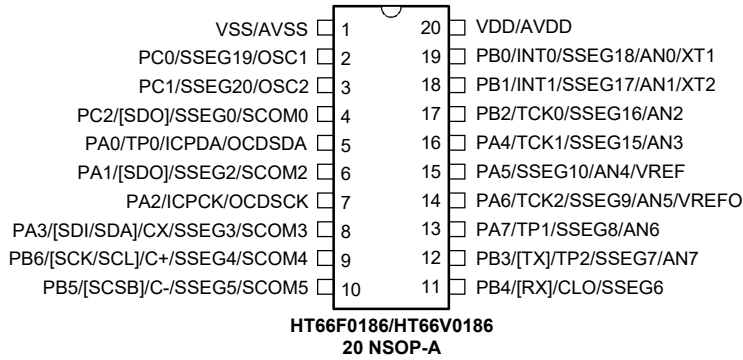 VSS/AVSS 1 20 VDD/AVDD
PC0/SSEG19/OSC1 2 19 PB0/INT0/SSEG18/AN0/XT1
PC1/SSEG20/OSC2 3 18 PB1/INT1/SSEG17/AN1/XT2
PC2/[SDO]/SSEG0/SCOM0 4 17 PB2/TCK0/SSEG16/AN2
PA0/TP0/ICPDA/OCDSDA 5 16 PA4/TCK1/SSEG15/AN3
PA1/[SDO]/SSEG2/SCOM2 6 15 PA5/SSEG10/AN4/VREF
PA2/ICPCK/OCDSCK 7 14 PA6/TCK2/SSEG9/AN5/VREFO
PA3/[SDI/SDA]/CX/SSEG3/SCOM3 8 13 PA7/TP1/SSEG8/AN6
PB6/[SCK/SCL]/C+/SSEG4/SCOM4 9 12 PB3/[TX]/TP2/SSEG7/AN7
PB5/[SCSB]/C-/SSEG5/SCOM5 10 11 PB4/[RX]/CLO/SSEG6
HT66F0186/HT66V0186
20 NSOP-A